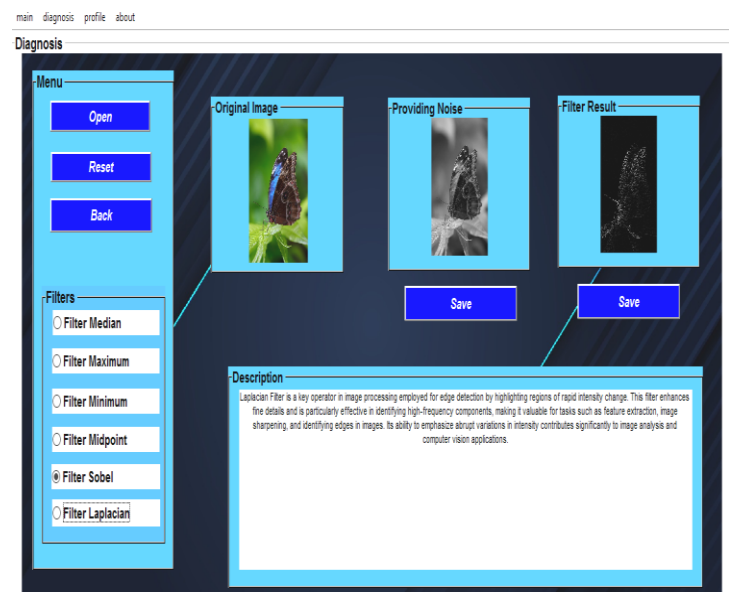 main diagnosis profile about
Diagnosis
Menu
Open
Reset
Back
Filters
Filter Median
Filter Maximum
Filter Minimum
Filter Midpoint
Filter Sobel
Filter Laplacian
Original Image
Providing Noise
Save
Filter Result
Save
Description
Laplacian Filter is a key operator in image processing employed for edge detection by highlighting regions of rapid intensity change. This filter enhances
fine details and is particularly effective in identifying high-frequency components, making it valuable for tasks such as feature extraction, image
sharpening, and identifying edges in images. Its ability to emphasize abrupt variations in intensity contributes significantly to image analysis and
computer vision applications.